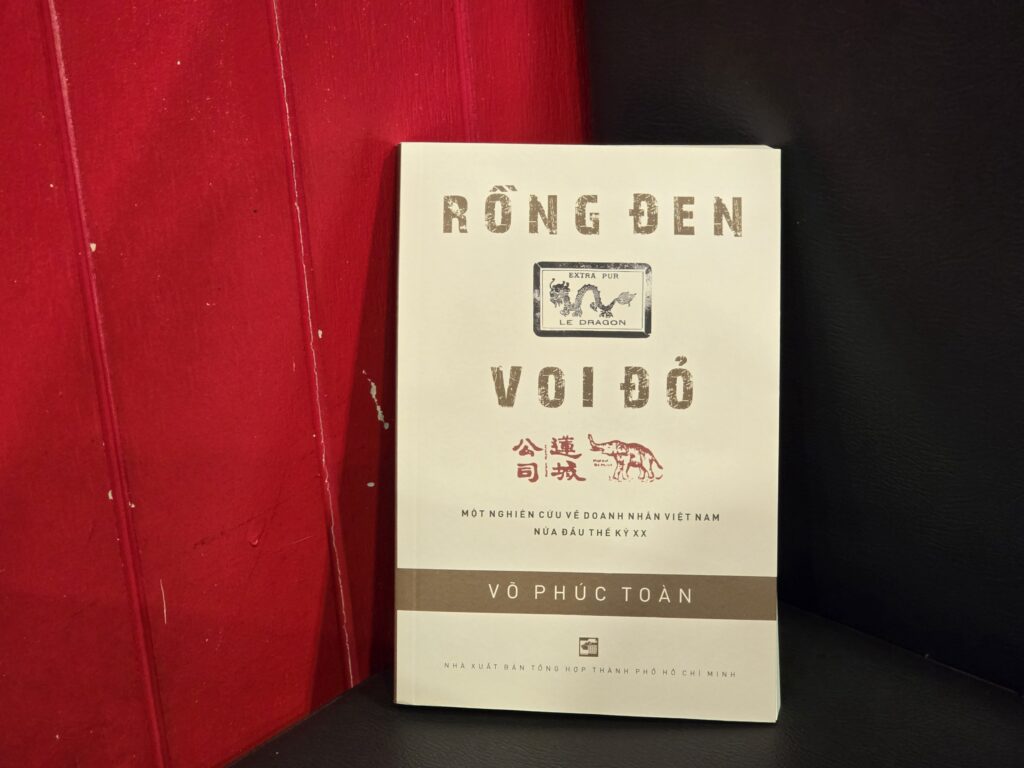 RỒNG ĐEN
EXTRA PUR
LE DRAGON
VOI ĐỎ
公司
蓮城
MỘT NGHIÊN CỨU VỀ DOANH NHÂN VIỆT NAM
NỬA ĐẦU THẾ KỶ XX
VÕ PHÚC TOÀN
NHÀ XUẤT BẢN TỔNG HỢP THÀNH PHỐ HỒ CHÍ MINH